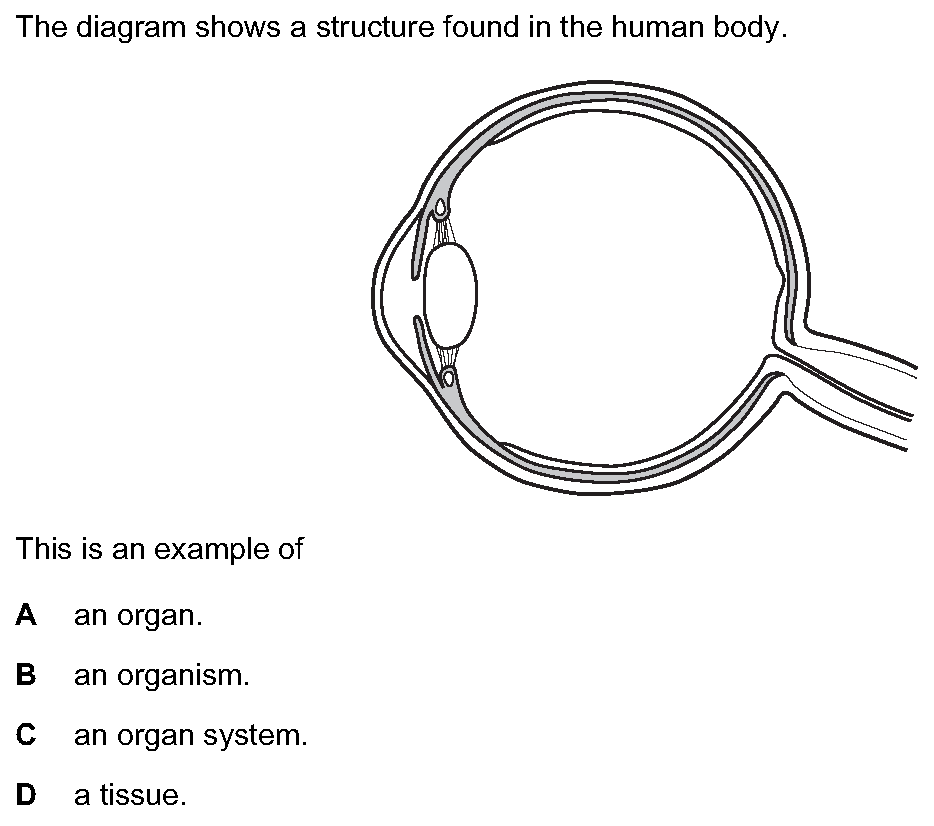 The diagram shows a structure found in the human body.
This is an example of
A an organ.
B an organism.
C an organ system.
D a tissue.